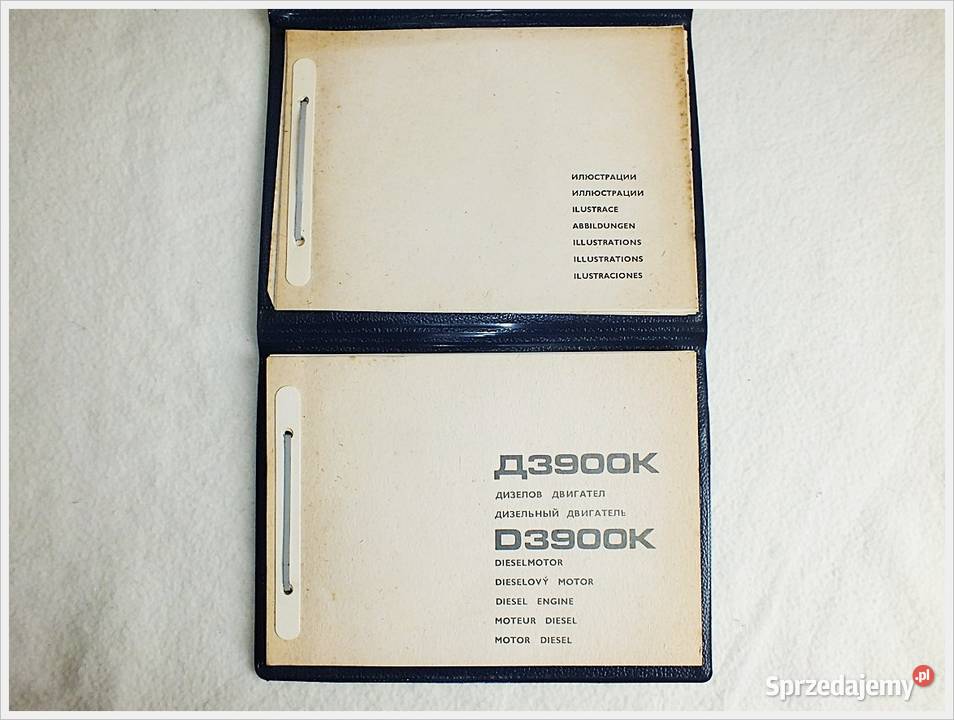 ИЛЮСТРАЦИИ
ИЛЛЮСТРАЦИИ
ILUSTRACE
ABBILDUNGEN
ILLUSTRATIONS
ILLUSTRATIONS
ILUSTRACIONES
Д3900К
ДИЗЕЛОВ ДВИГАТЕЛ
ДИЗЕЛЬНЫЙ ДВИГАТЕЛЬ
D3900K
DIESELMOTOR
DIESELOVÝ MOTOR
DIESEL ENGINE
MOTEUR DIESEL
MOTOR DIESEL
Sprzedajemy.pl